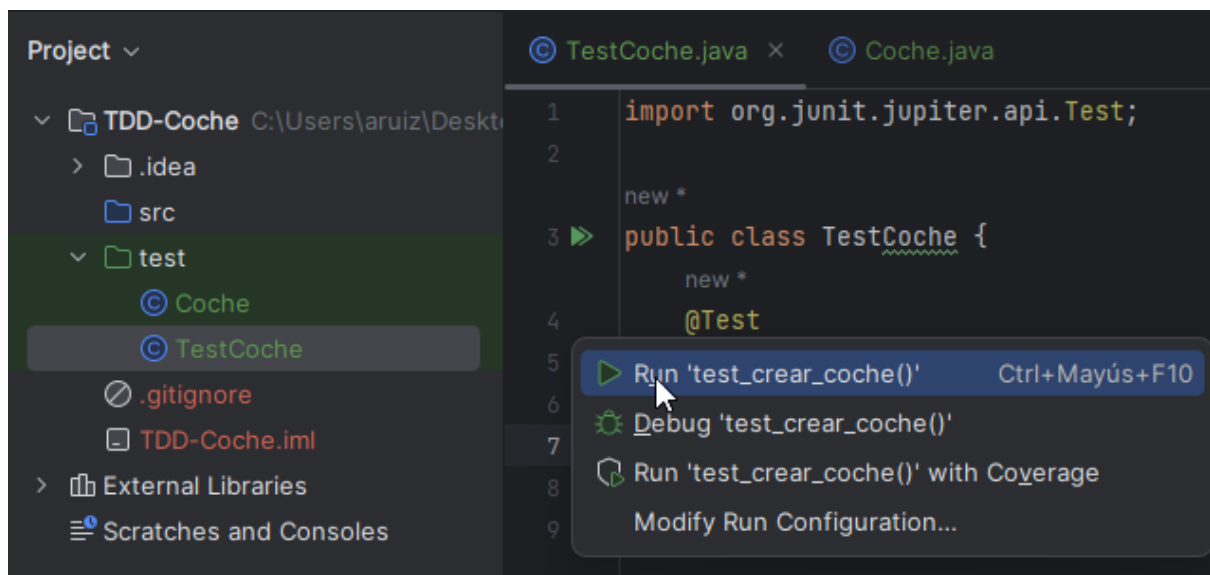 Project
TDD-Coche C:\Users\aruiz\Deskt
.idea
src
test
Coche
TestCoche
.gitignore
TDD-Coche.iml
External Libraries
Scratches and Consoles
TestCoche.java × Coche.java
1 import org.junit.jupiter.api.Test;
2
new *
3 public class TestCoche {
new *
4 @Test
5
6
7
8
9
Run 'test_crear_coche()' Ctrl+Mayús+F10
Debug 'test_crear_coche()'
Run 'test_crear_coche()' with Coverage
Modify Run Configuration...